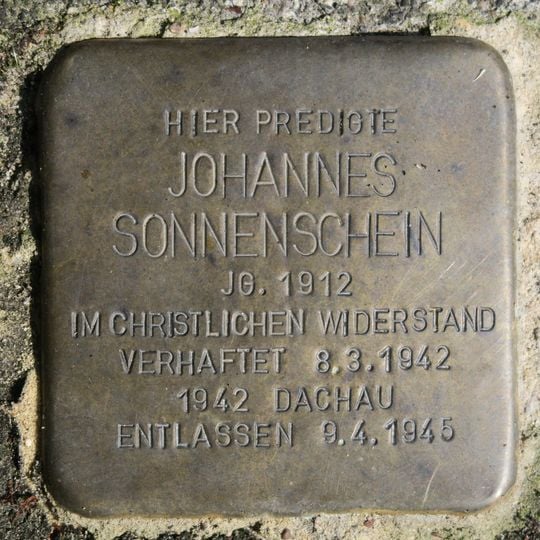 HIER PREDIGTE
JOHANNES
SONNENSCHEIN
JG. 1912
IM CHRISTLICHEN WIDERSTAND
VERHAFTET 8.3.1942
1942 DACHAU
ENTLASSEN 9.4.1945